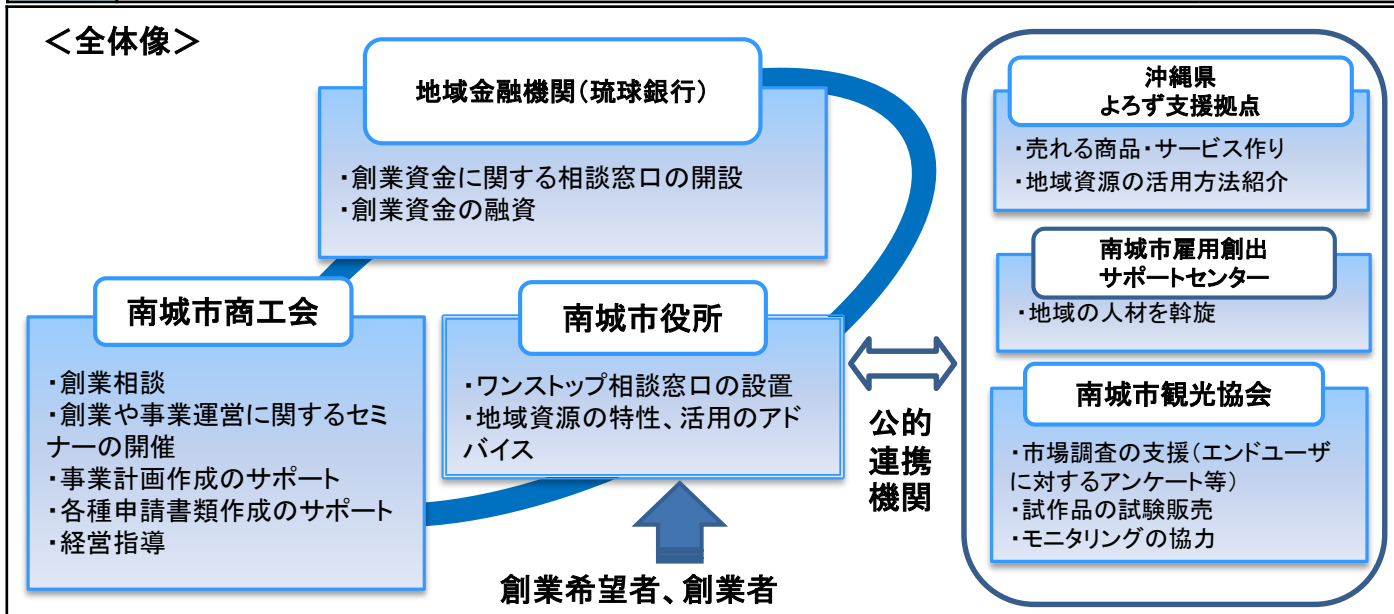 ＜全体像＞
地域金融機関（琉球銀行）
・創業資金に関する相談窓口の開設
・創業資金の融資
南城市商工会
・創業相談
・創業や事業運営に関するセミ
ナーの開催
・事業計画作成のサポート
・各種申請書類作成のサポート
・経営指導
南城市役所
・ワンストップ相談窓口の設置
・地域資源の特性、活用のアド
バイス
創業希望者、創業者
公的
連携
機関
沖縄県
よろず支援拠点
・売れる商品・サービス作り
・地域資源の活用方法紹介
南城市雇用創出
サポートセンター
・地域の人材を斡旋
南城市観光協会
・市場調査の支援（エンドユーザ
に対するアンケート等）
・試作品の試験販売
・モニタリングの協力